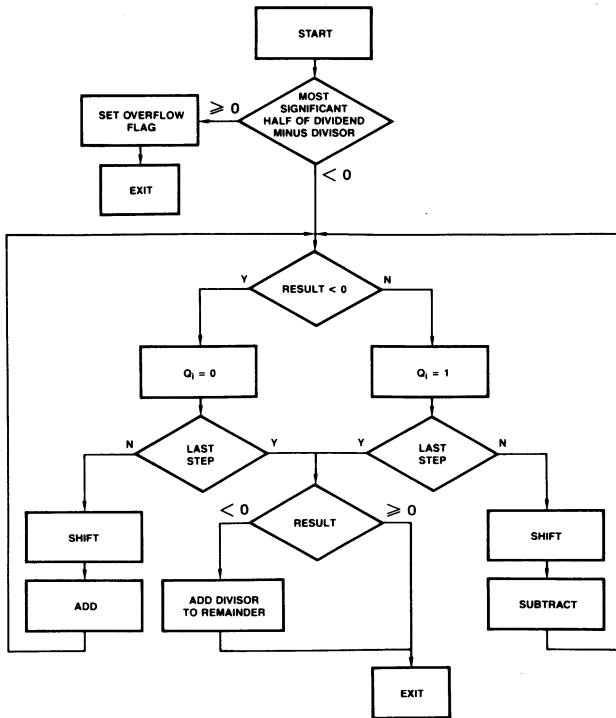 START
MOST
SIGNIFICANT
HALF OF DIVIDEND
MINUS DIVISOR
⩾ 0
SET OVERFLOW
FLAG
EXIT
< 0
Y
RESULT < 0
N
Qi = 0
Qi = 1
N
LAST
STEP
Y
Y
LAST
STEP
N
< 0
RESULT
⩾ 0
SHIFT
SHIFT
ADD
ADD DIVISOR
TO REMAINDER
SUBTRACT
EXIT